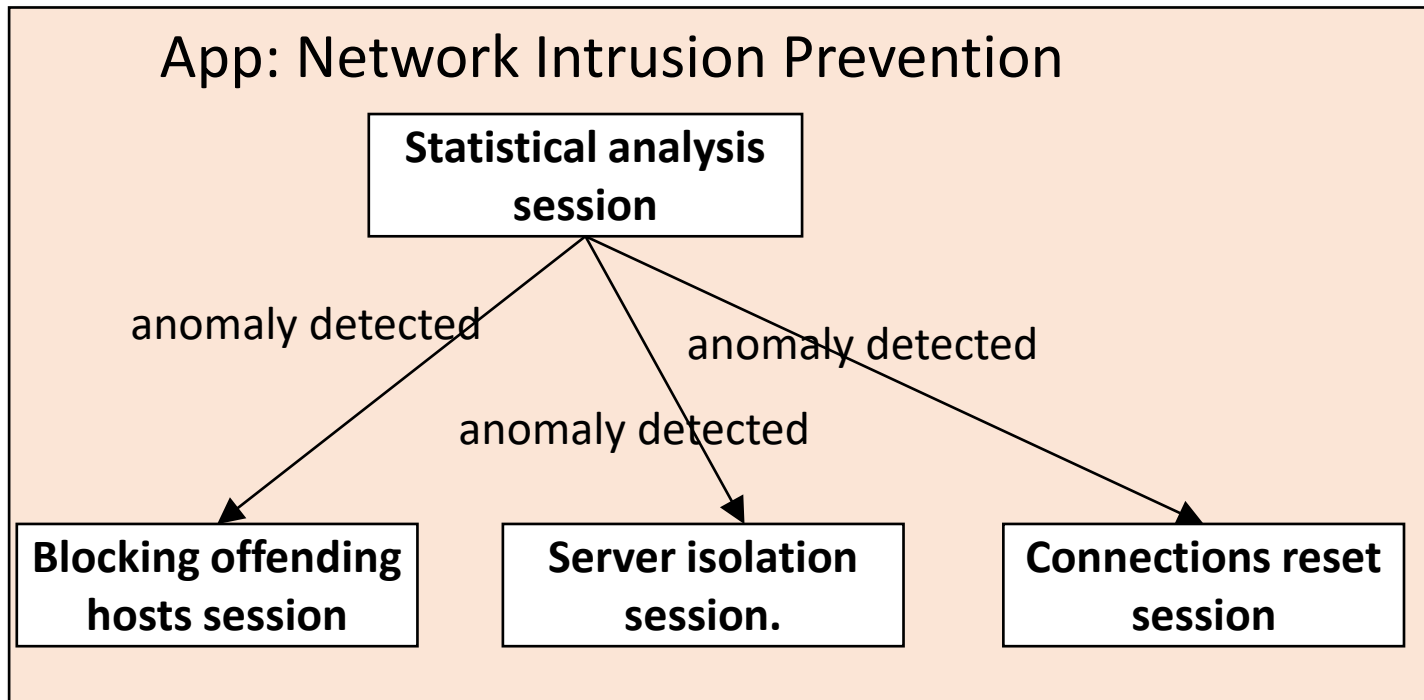 App: Network Intrusion Prevention
Statistical analysis
session
anomaly detected
anomaly detected
anomaly detected
Blocking offending
hosts session
Server isolation
session.
Connections reset
session